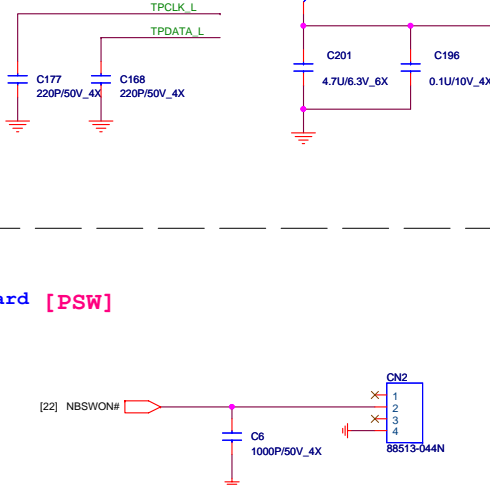 TPCLK_L
TPDATA_L
C177
220P/50V_4X
C168
220P/50V_4X
C201
4.7U/6.3V_6X
C196
0.1U/10V_4X
ard [PSW]
[22] NBSWON#
C6
1000P/50V_4X
CN2
1
2
3
4
88513-044N